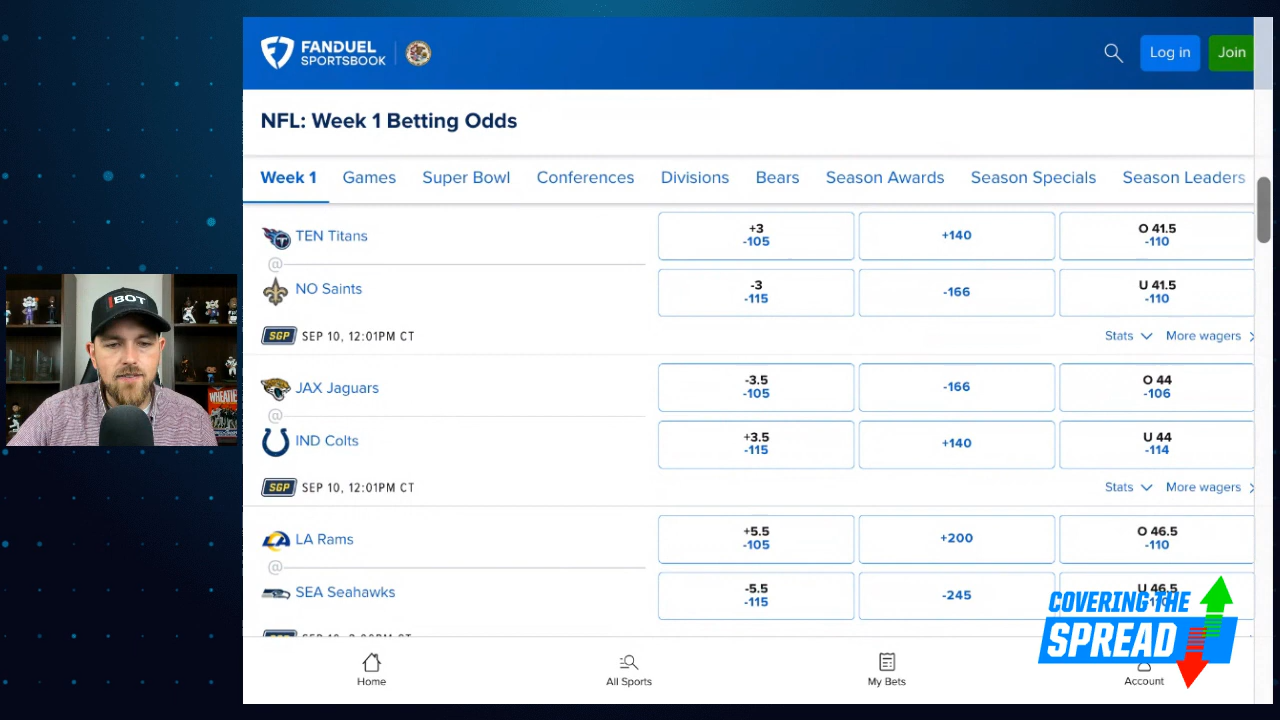 FANDUEL
SPORTSBOOK
Log in
Join
NFL: Week 1 Betting Odds
Week 1 Games Super Bowl Conferences Divisions Bears Season Awards Season Specials Season Leaders
TEN Titans
+3
-105
+140
O 41.5
-110
@
NO Saints
-3
-115
-166
U 41.5
-110
SGP SEP 10, 12:01PM CT
Stats More wagers
JAX Jaguars
-3.5
-105
-166
O 44
-106
@
IND Colts
+3.5
-115
+140
U 44
-114
SGP SEP 10, 12:01PM CT
Stats More wagers
LA Rams
+5.5
-105
+200
O 46.5
-110
@
SEA Seahawks
-5.5
-115
-245
U 46.5
BOT
WHEATIES
COVERING THE
SPREAD
Home
All Sports
My Bets
Account